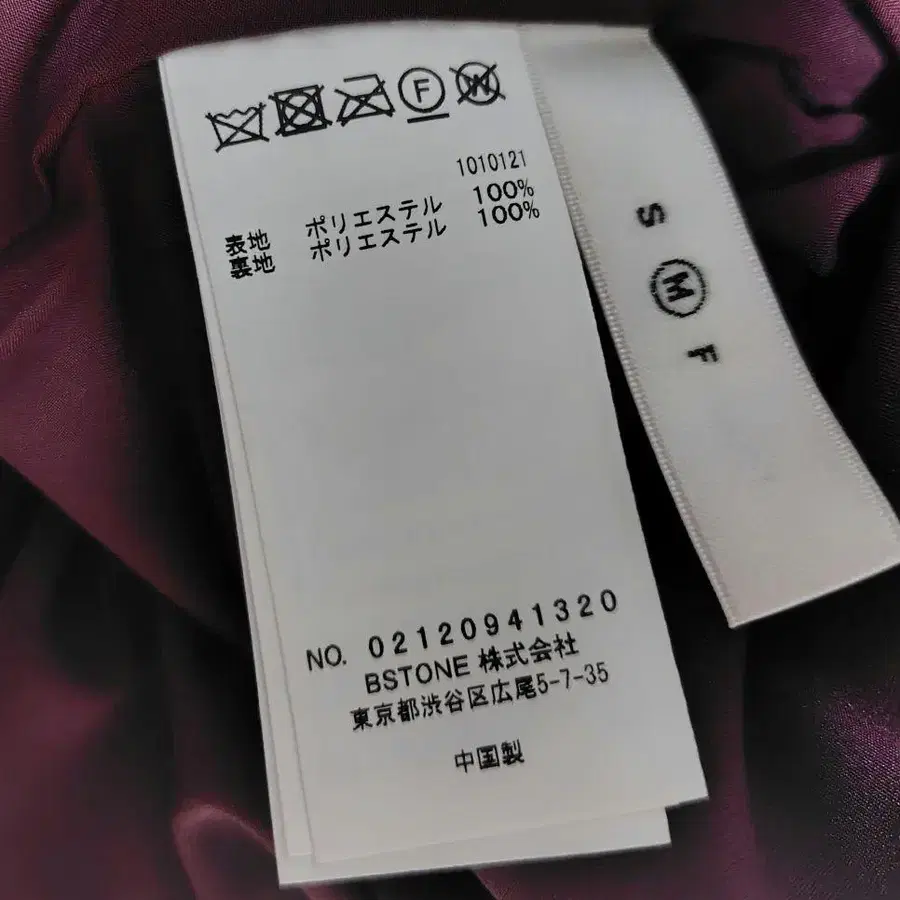 F W
1010121
表地 ポリエステル 100%
裏地 ポリエステル 100%
NO. 02120941320
BSTONE 株式会社
東京都渋谷区広尾5-7-35
中国製
S
M
F